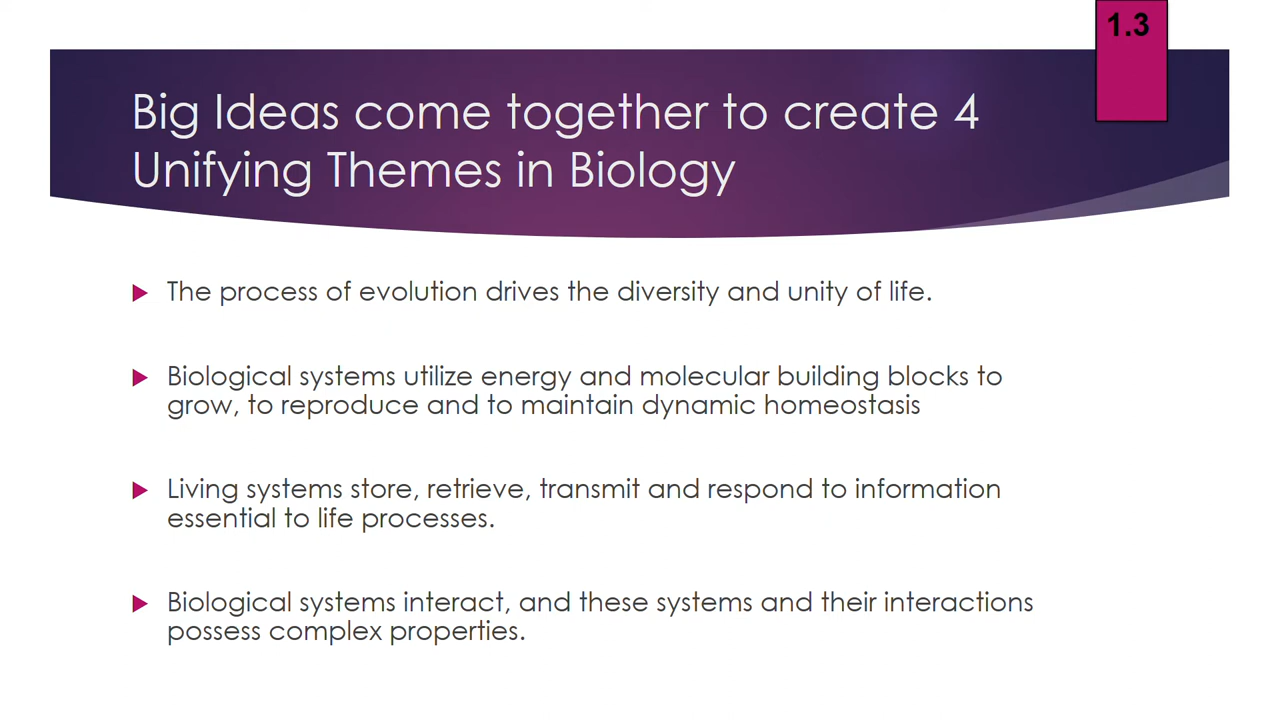 1.3
Big Ideas come together to create 4
Unifying Themes in Biology
The process of evolution drives the diversity and unity of life.
Biological systems utilize energy and molecular building blocks to
grow, to reproduce and to maintain dynamic homeostasis
Living systems store, retrieve, transmit and respond to information
essential to life processes.
Biological systems interact, and these systems and their interactions
possess complex properties.